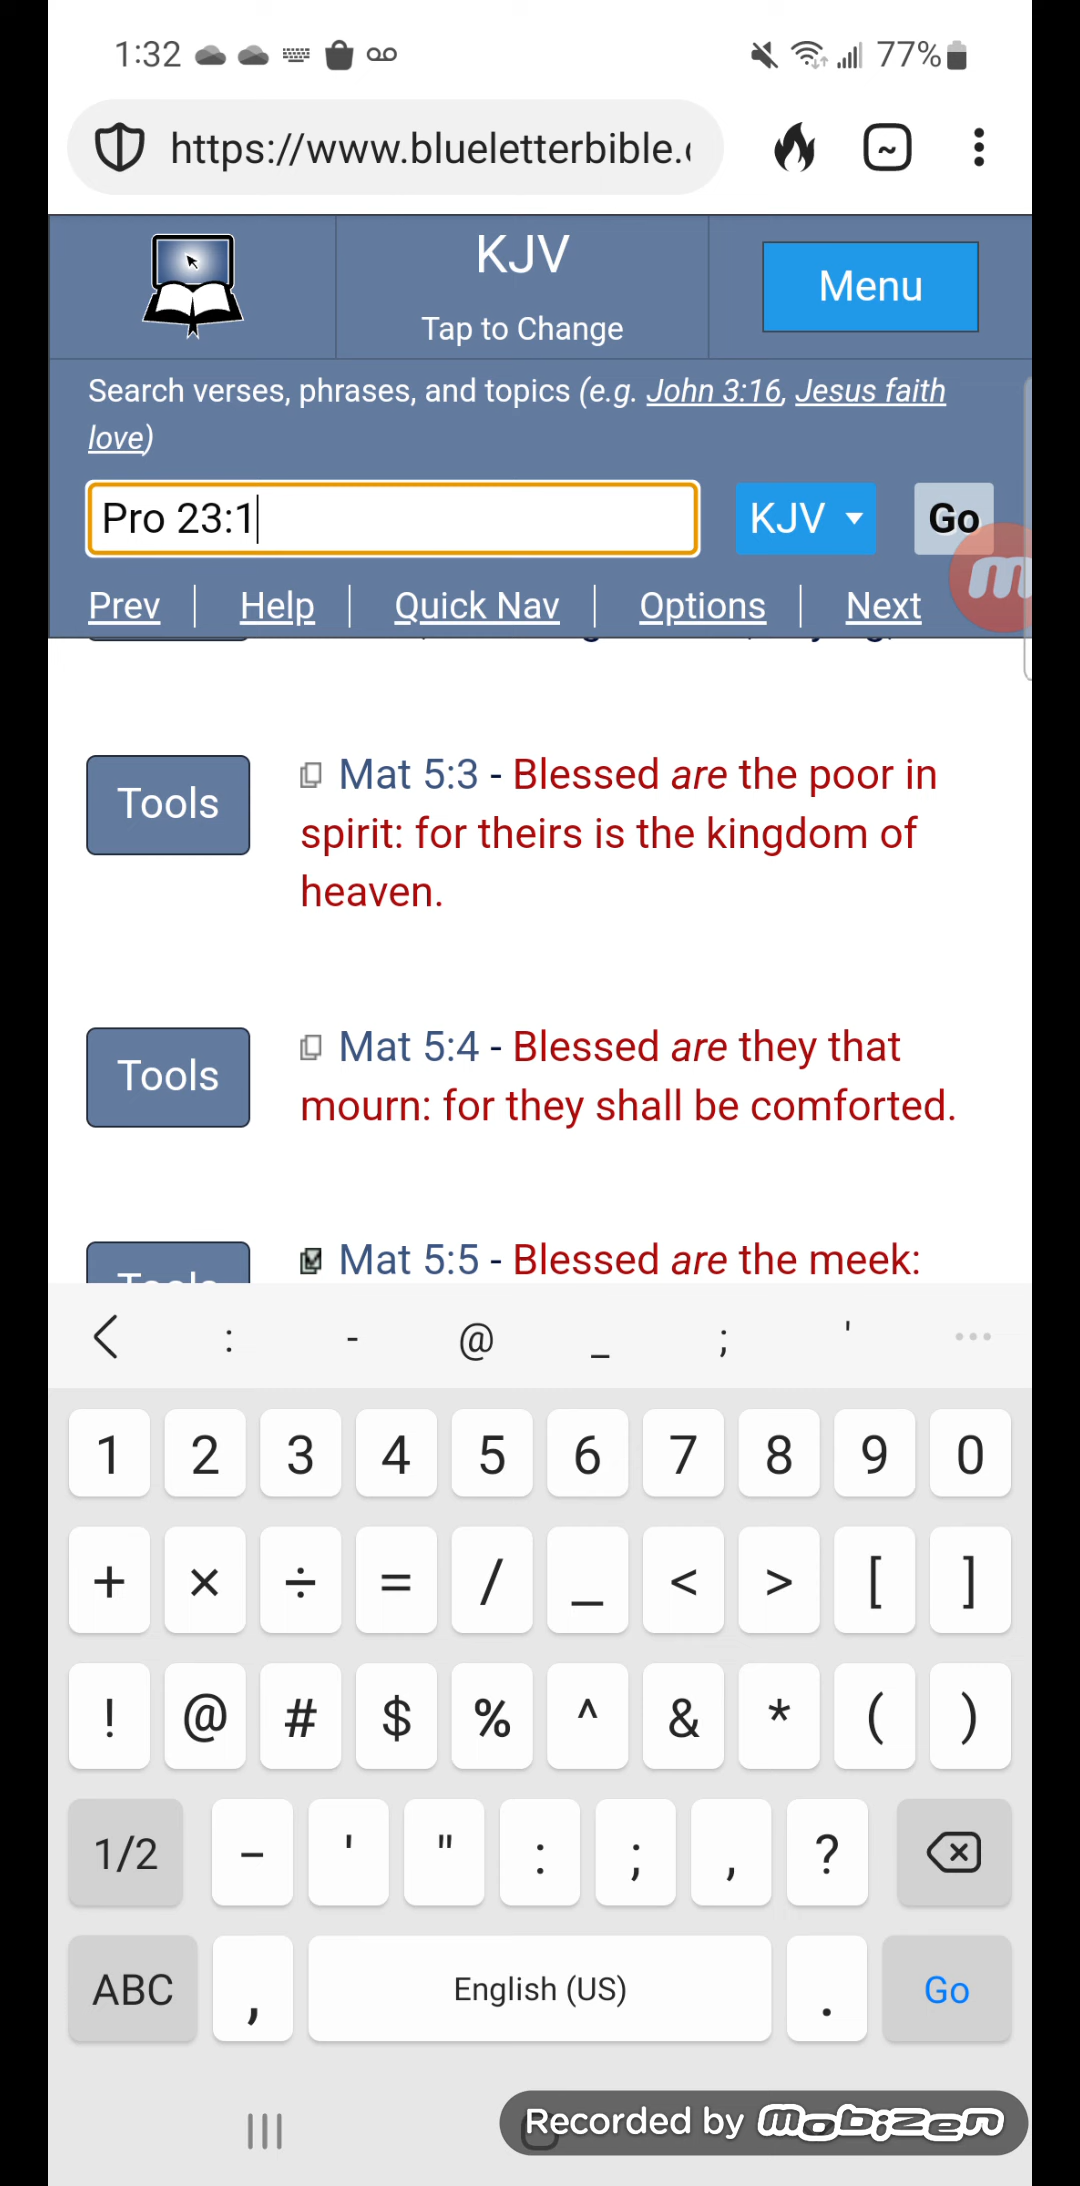 1:32 77%
https://www.blueletterbible.
KJV
Tap to Change
Menu
Search verses, phrases, and topics (e.g. John 3:16, Jesus faith
love)
Pro 23:1
KJV
Go
Prev | Help | Quick Nav | Options | Next
Tools
Mat 5:3 - Blessed are the poor in
spirit: for theirs is the kingdom of
heaven.
Tools
Mat 5:4 - Blessed are they that
mourn: for they shall be comforted.
Tools
Mat 5:5 - Blessed are the meek:
: - @ _ ; ' ...
1 2 3 4 5 6 7 8 9 0
+ × ÷ = / _ < > [ ]
! @ # $ % ^ & * ( )
1/2 - ' " : ; , ?
ABC , English (US) . Go
Recorded by mobizen